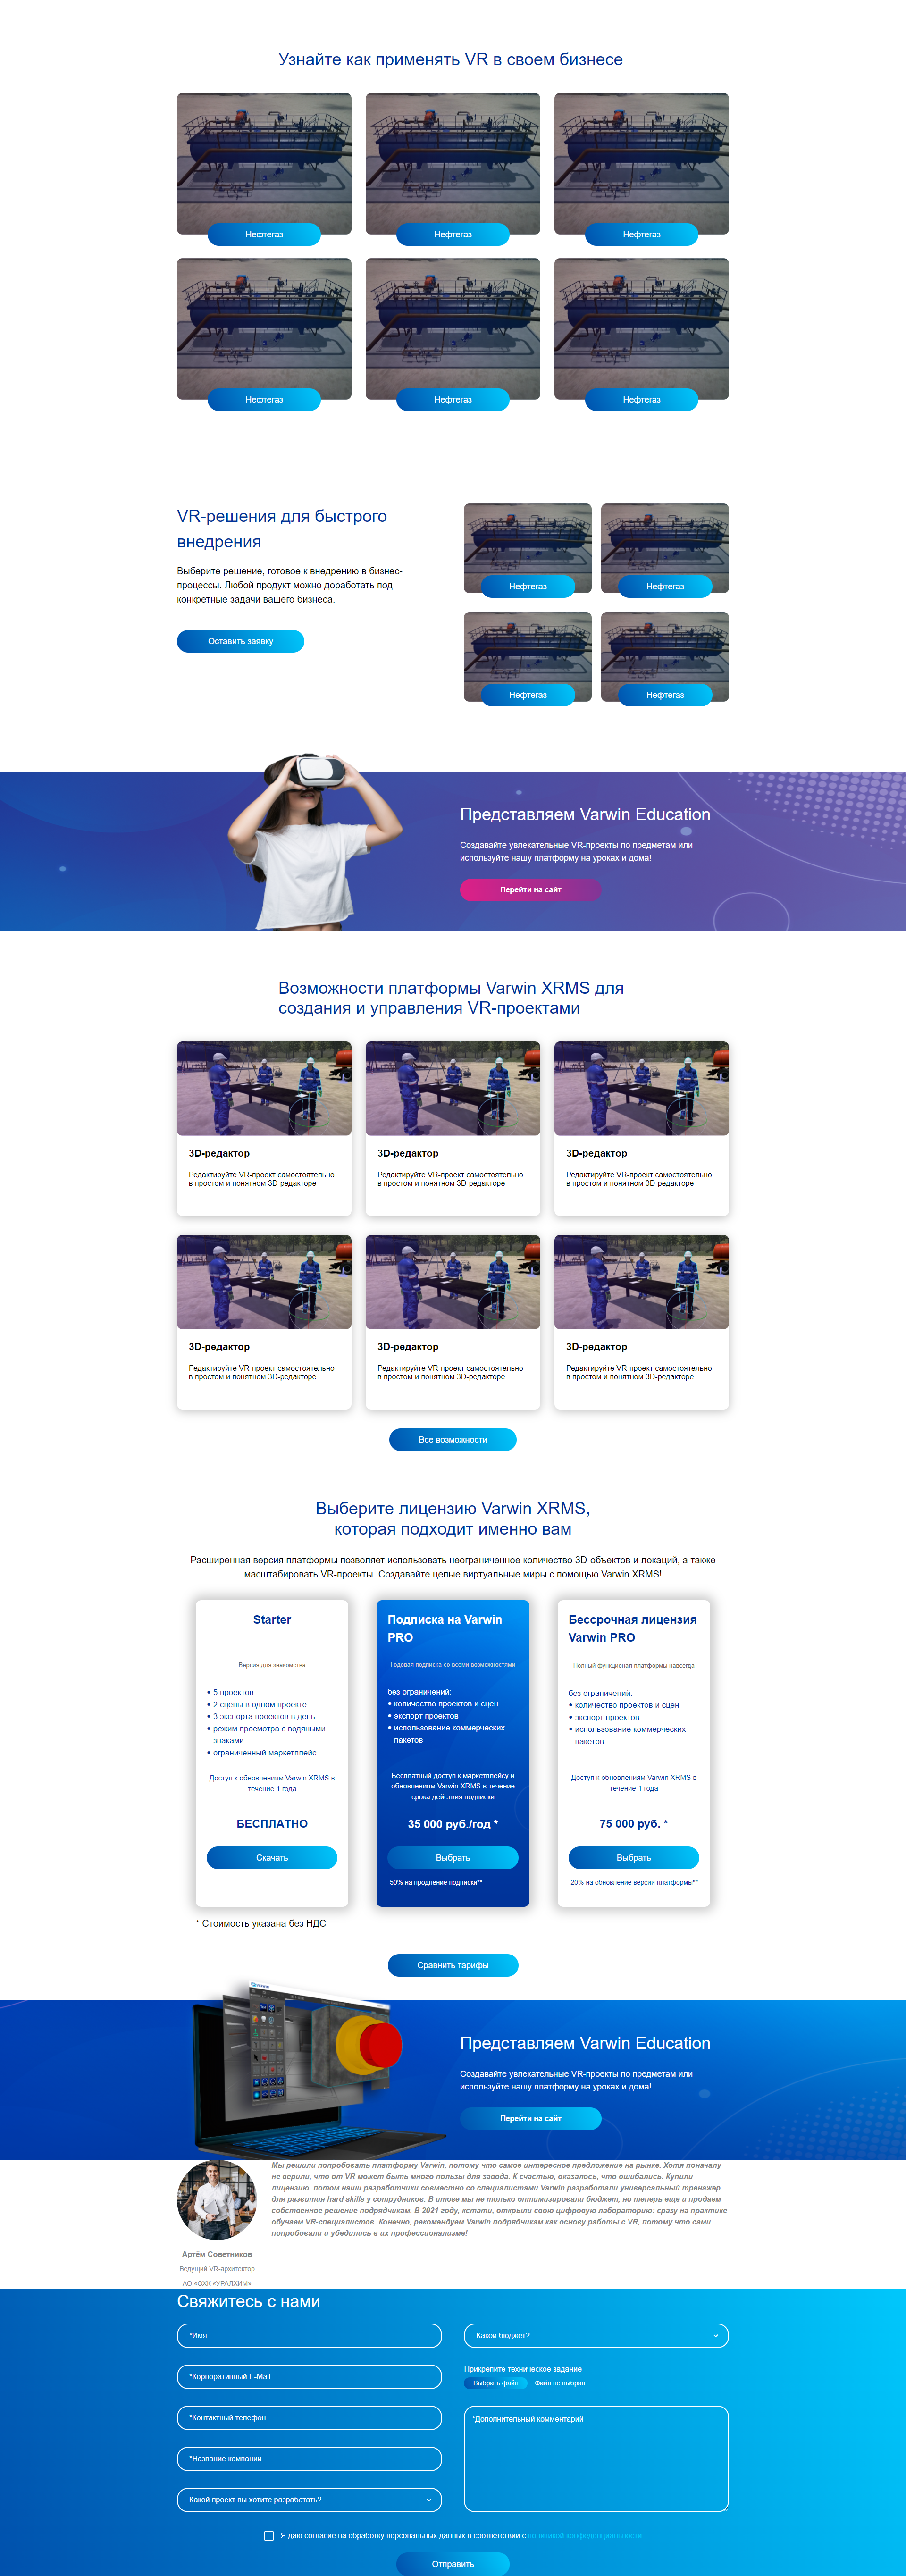 Узнайте как применять VR в своем бизнесе
Нефтегаз
Нефтегаз
Нефтегаз
Нефтегаз
Нефтегаз
Нефтегаз
VR-решения для быстрого
внедрения
Выберите решение, готовое к внедрению в бизнес-
процессы. Любой продукт можно доработать под
конкретные задачи вашего бизнеса.
Оставить заявку
Нефтегаз
Нефтегаз
Нефтегаз
Нефтегаз
Представляем Varwin Education
Создавайте увлекательные VR-проекты по предметам или
используйте нашу платформу на уроках и дома!
Перейти на сайт
Возможности платформы Varwin XRMS для
создания и управления VR-проектами
3D-редактор
Редактируйте VR-проект самостоятельно
в простом и понятном 3D-редакторе
3D-редактор
Редактируйте VR-проект самостоятельно
в простом и понятном 3D-редакторе
3D-редактор
Редактируйте VR-проект самостоятельно
в простом и понятном 3D-редакторе
3D-редактор
Редактируйте VR-проект самостоятельно
в простом и понятном 3D-редакторе
3D-редактор
Редактируйте VR-проект самостоятельно
в простом и понятном 3D-редакторе
3D-редактор
Редактируйте VR-проект самостоятельно
в простом и понятном 3D-редакторе
Все возможности
Выберите лицензию Varwin XRMS,
которая подходит именно вам
Расширенная версия платформы позволяет использовать неограниченное количество 3D-объектов и локаций, а также
масштабировать VR-проекты. Создавайте целые виртуальные миры с помощью Varwin XRMS!
Starter
Версия для знакомства
• 5 проектов
• 2 сцены в одном проекте
• 3 экспорта проектов в день
• режим просмотра с водяными
знаками
• ограниченный маркетплейс
Доступ к обновлениям Varwin XRMS в
течение 1 года
БЕСПЛАТНО
Скачать
Подписка на Varwin
PRO
Годовая подписка со всеми возможностями
без ограничений:
• количество проектов и сцен
• экспорт проектов
• использование коммерческих
пакетов
Бесплатный доступ к маркетплейсу и
обновлениям Varwin XRMS в течение
срока действия подписки
35 000 руб./год *
Выбрать
-50% на продление подписки**
Бессрочная лицензия
Varwin PRO
Полный функционал платформы навсегда
без ограничений:
• количество проектов и сцен
• экспорт проектов
• использование коммерческих
пакетов
Доступ к обновлениям Varwin XRMS в
течение 1 года
75 000 руб. *
Выбрать
-20% на обновление версии платформы**
* Стоимость указана без НДС
Сравнить тарифы
Представляем Varwin Education
Создавайте увлекательные VR-проекты по предметам или
используйте нашу платформу на уроках и дома!
Перейти на сайт
Мы решили попробовать платформу Varwin, потому что самое интересное предложение на рынке. Хотя поначалу
не верили, что от VR может быть много пользы для завода. К счастью, оказалось, что ошибались. Купили
лицензию, потом наши разработчики совместно со специалистами Varwin разработали универсальный тренажер
для развития hard skills у сотрудников. В итоге мы не только оптимизировали бюджет, но теперь еще и продаем
собственное решение подрядчикам. В 2021 году, кстати, открыли свою цифровую лабораторию: сразу на практике
обучаем VR-специалистов. Конечно, рекомендуем Varwin подрядчикам как основу работы с VR, потому что сами
попробовали и убедились в их профессионализме!
Артём Советников
Ведущий VR-архитектор
АО «ОХК «УРАЛХИМ»
Свяжитесь с нами
*Имя
*Корпоративный E-Mail
*Контактный телефон
*Название компании
Какой проект вы хотите разработать?
Какой бюджет?
Прикрепите техническое задание
Выбрать файл Файл не выбран
*Дополнительный комментарий
Я даю согласие на обработку персональных данных в соответствии с политикой конфиденциальности
Отправить